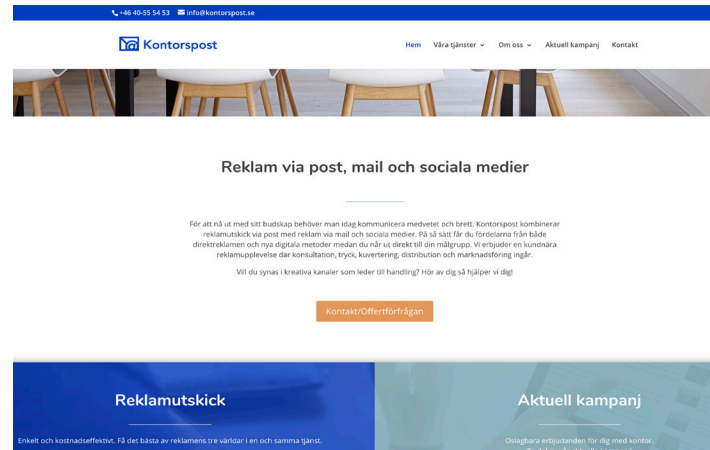 +46 40-55 54 53 info@kontorspost.se
Kontorspost
Hem Våra tjänster Om oss Aktuell kampanj Kontakt
Reklam via post, mail och sociala medier
För att nå ut med sitt budskap behöver man idag kommunicera medvetet och brett. Kontorspost kombinerar
reklamutskick via post med reklam via mail och sociala medier. På så sätt får du fördelarna från både
direktreklamen och nya digitala metoder medan du når ut direkt till din målgrupp. Vi erbjuder en kundnära
reklamupplevelse där konsultation, tryck, kuvertering, distribution och marknadsföring ingår.
Vill du synas i kreativa kanaler som leder till handling? Hör av dig så hjälper vi dig!
Kontakt/Offertförfrågan
Reklamutskick
Enkelt och kostnadseffektivt. Få det bästa av reklamens tre världar i en och samma tjänst.
Aktuell kampanj
Oslagbara erbjudanden för dig med kontor.